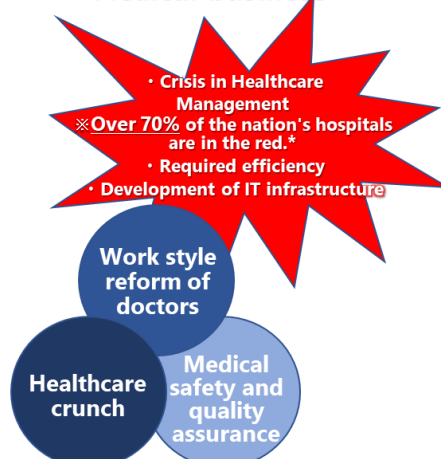 ・Crisis in Healthcare
Management
※Over 70% of the nation's hospitals
are in the red.*
・Required efficiency
・Development of IT infrastructure
Work style
reform of
doctors
Healthcare
crunch
Medical
safety and
quality
assurance